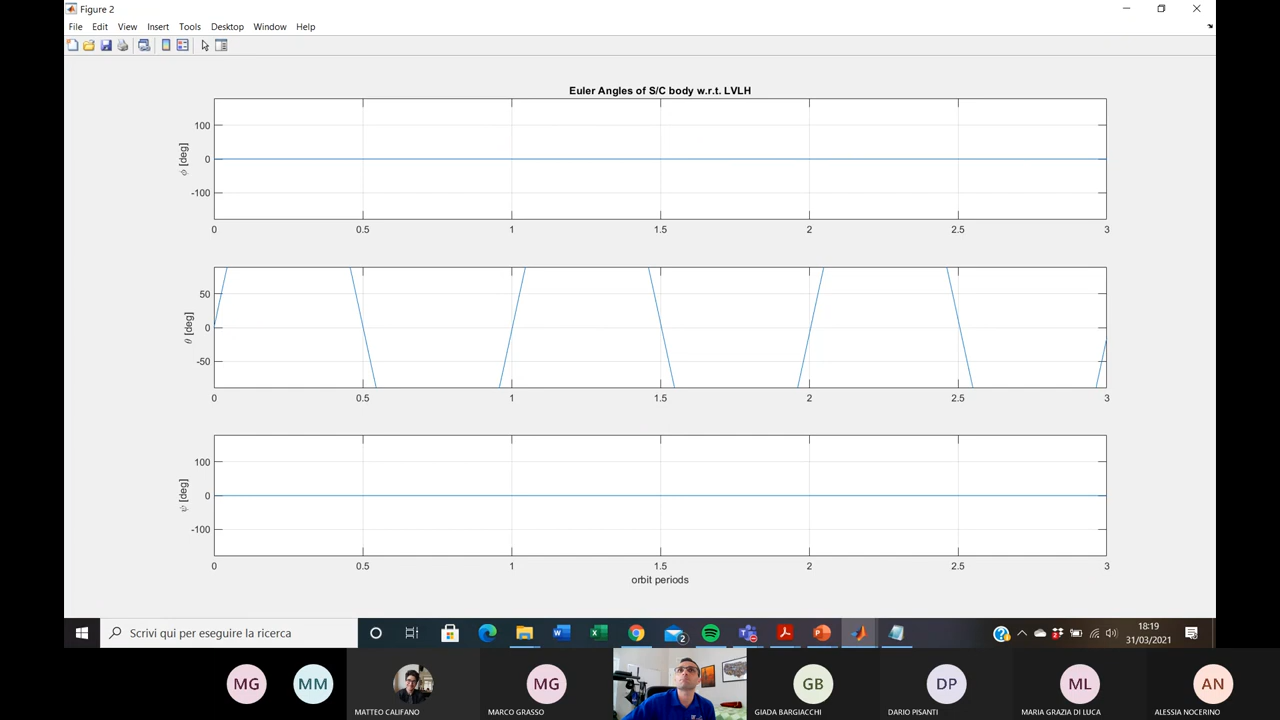 Figure 2
File Edit View Insert Tools Desktop Window Help
Euler Angles of S/C body w.r.t. LVLH
100
0
-100
ϕ [deg]
0 0.5 1 1.5 2 2.5 3
50
0
-50
θ [deg]
0 0.5 1 1.5 2 2.5 3
100
0
-100
ψ [deg]
0 0.5 1 1.5 2 2.5 3
orbit periods
Scrivi qui per eseguire la ricerca
2
18:19
31/03/2021
MG MM MG GB DP ML AN
MATTEO CALIFANO MARCO GRASSO GIADA BARGIACCHI DARIO PISANTI MARIA GRAZIA DI LUCA ALESSIA NOCERINO